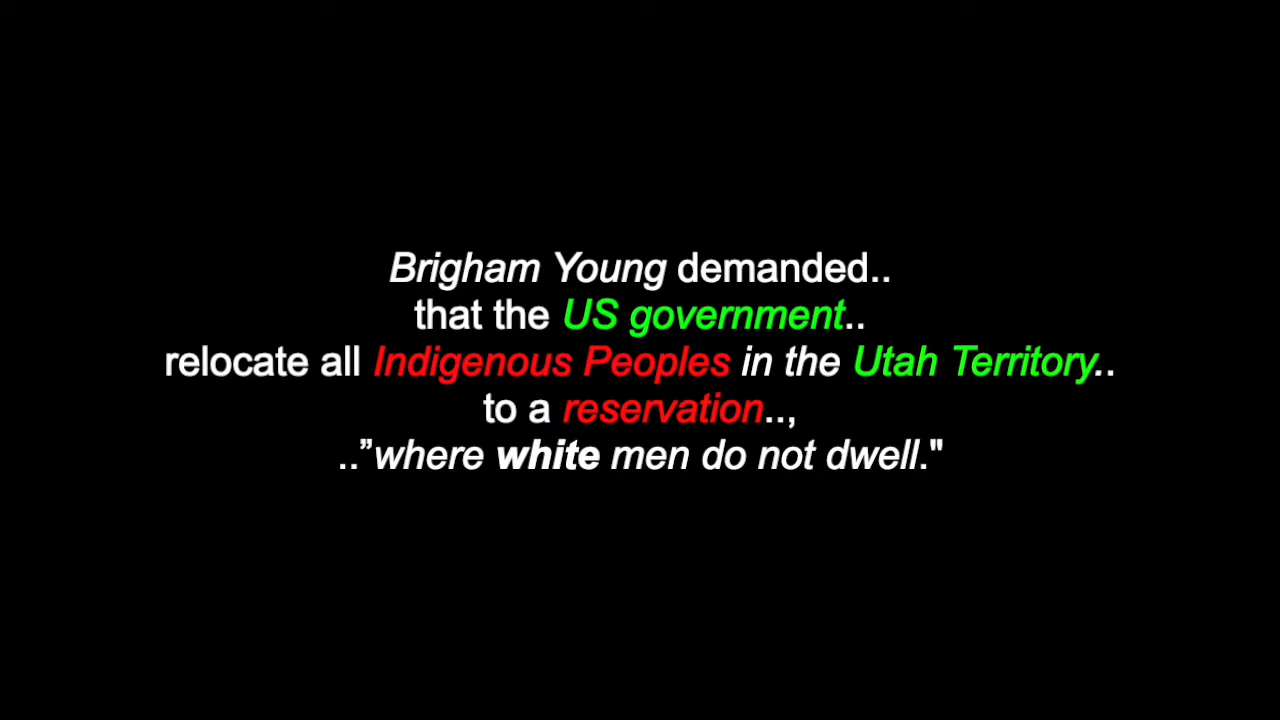 Brigham Young demanded..
that the US government..
relocate all Indigenous Peoples in the Utah Territory..
to a reservation..,
..”where white men do not dwell."